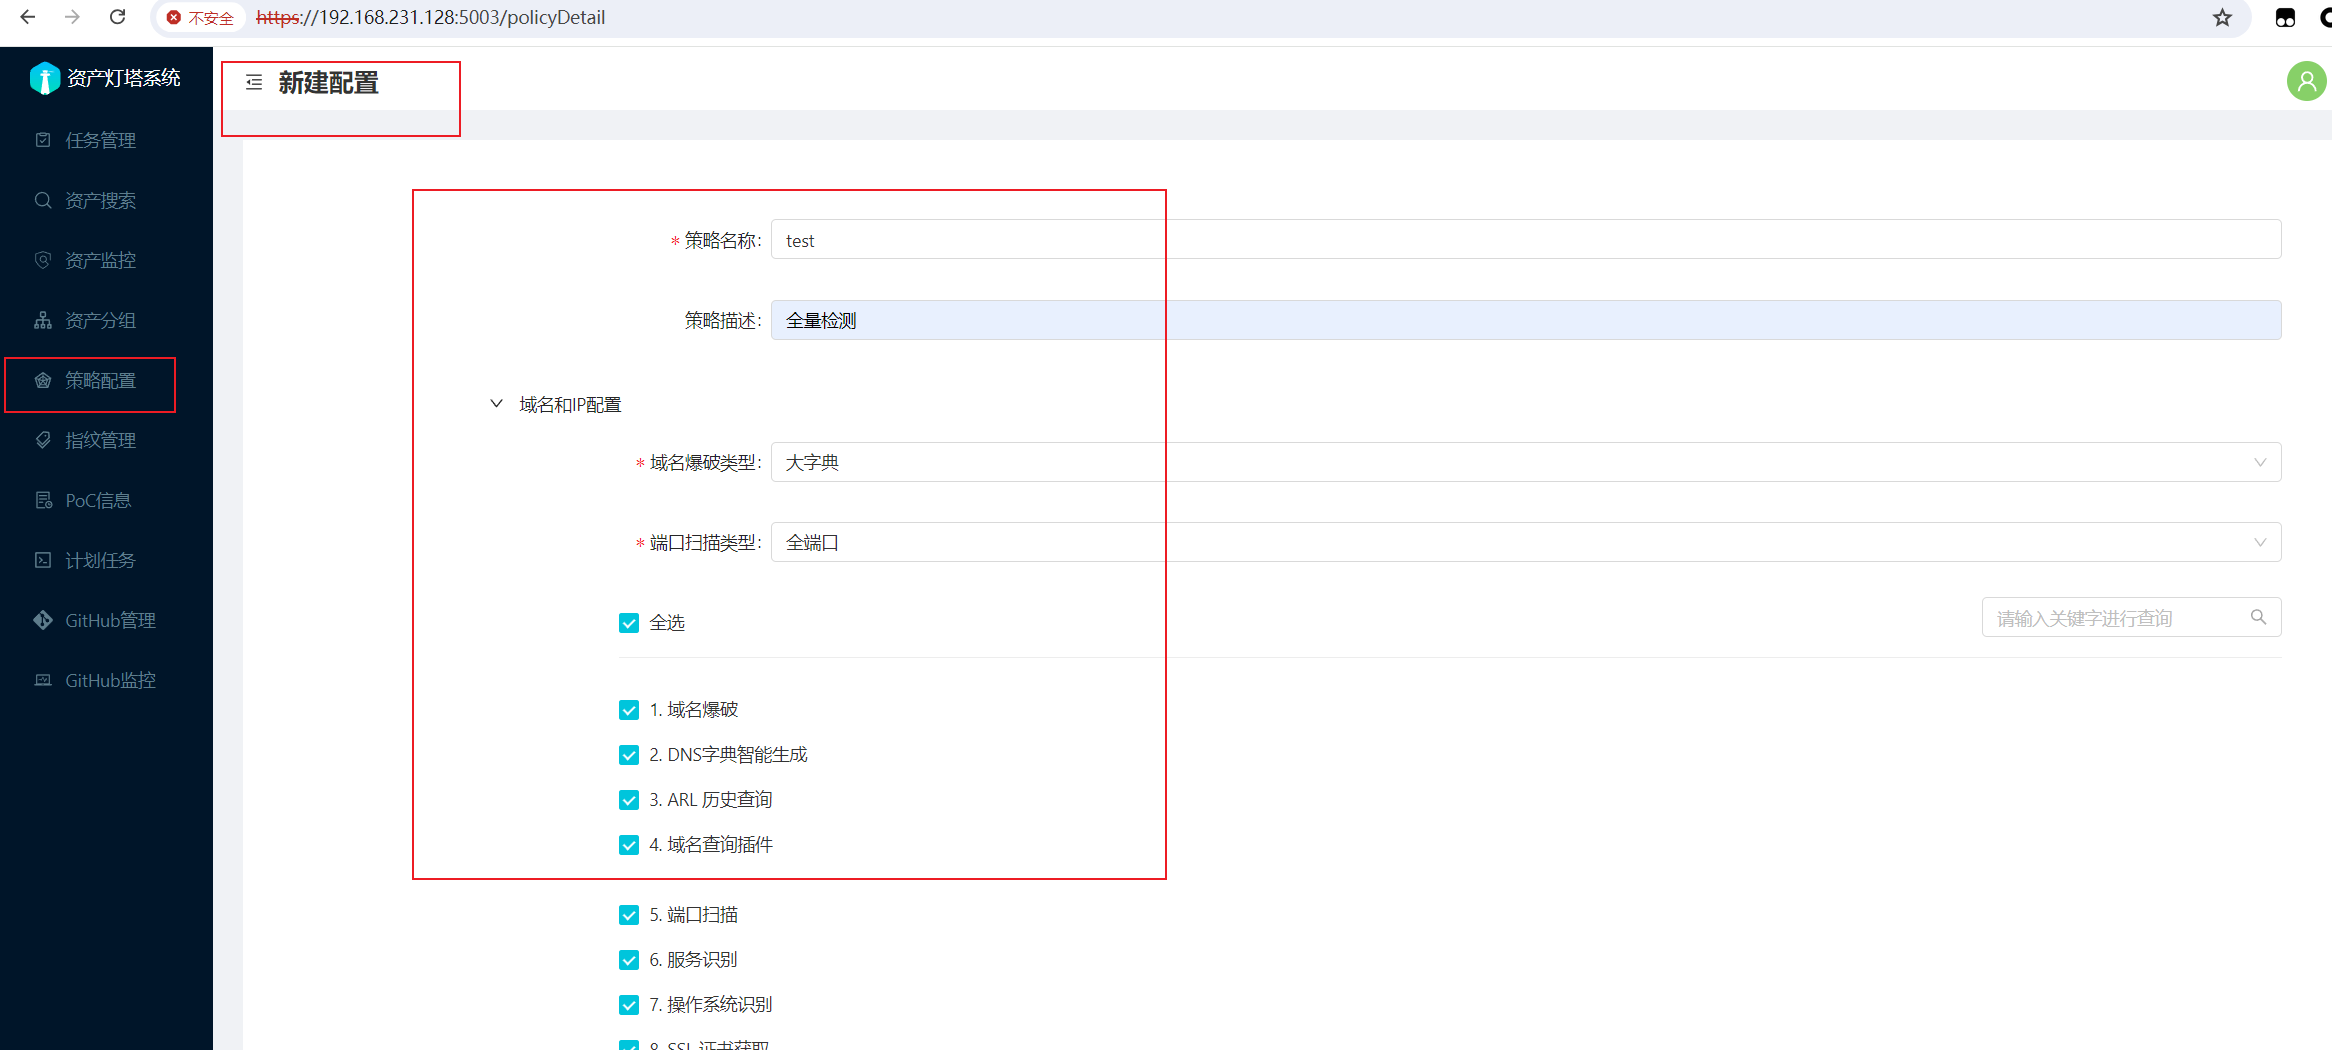 不安全 https://192.168.231.128:5003/policyDetail
资产灯塔系统
任务管理
资产搜索
资产监控
资产分组
策略配置
指纹管理
PoC信息
计划任务
GitHub管理
GitHub监控
新建配置
* 策略名称: test
策略描述: 全量检测
域名和IP配置
* 域名爆破类型: 大字典
* 端口扫描类型: 全端口
全选
请输入关键字进行查询
1. 域名爆破
2. DNS字典智能生成
3. ARL 历史查询
4. 域名查询插件
5. 端口扫描
6. 服务识别
7. 操作系统识别
8. SSL 证书获取